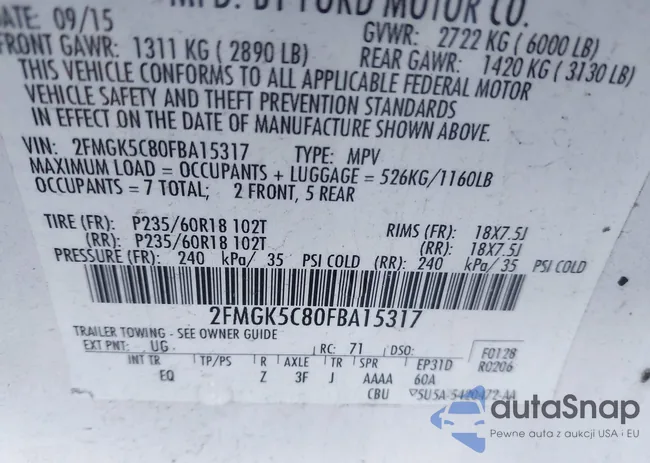 MFD. BY FORD MOTOR CO.
DATE: 09/15
GVWR: 2722 KG ( 6000 LB)
FRONT GAWR: 1311 KG ( 2890 LB)
REAR GAWR: 1420 KG ( 3130 LB)
THIS VEHICLE CONFORMS TO ALL APPLICABLE FEDERAL MOTOR
VEHICLE SAFETY AND THEFT PREVENTION STANDARDS
IN EFFECT ON THE DATE OF MANUFACTURE SHOWN ABOVE.
VIN: 2FMGK5C80FBA15317 TYPE: MPV
MAXIMUM LOAD = OCCUPANTS + LUGGAGE = 526KG/1160LB
OCCUPANTS = 7 TOTAL; 2 FRONT, 5 REAR
TIRE (FR): P235/60R18 102T RIMS (FR): 18X7.5J
(RR): P235/60R18 102T (RR): 18X7.5J
PRESSURE (FR): 240 kPa/ 35 PSI COLD (RR): 240 kPa/ 35 PSI COLD
2FMGK5C80FBA15317
TRAILER TOWING - SEE OWNER GUIDE
EXT PNT: UG RC: 71 DSO: F0128
R0206
INT TR TP/PS R AXLE TR SPR EP31D
EQ Z 3F J AAAA 60A
CBU SU5A-5420472-AA
autaSnap
Pewne auta z aukcji USA i EU